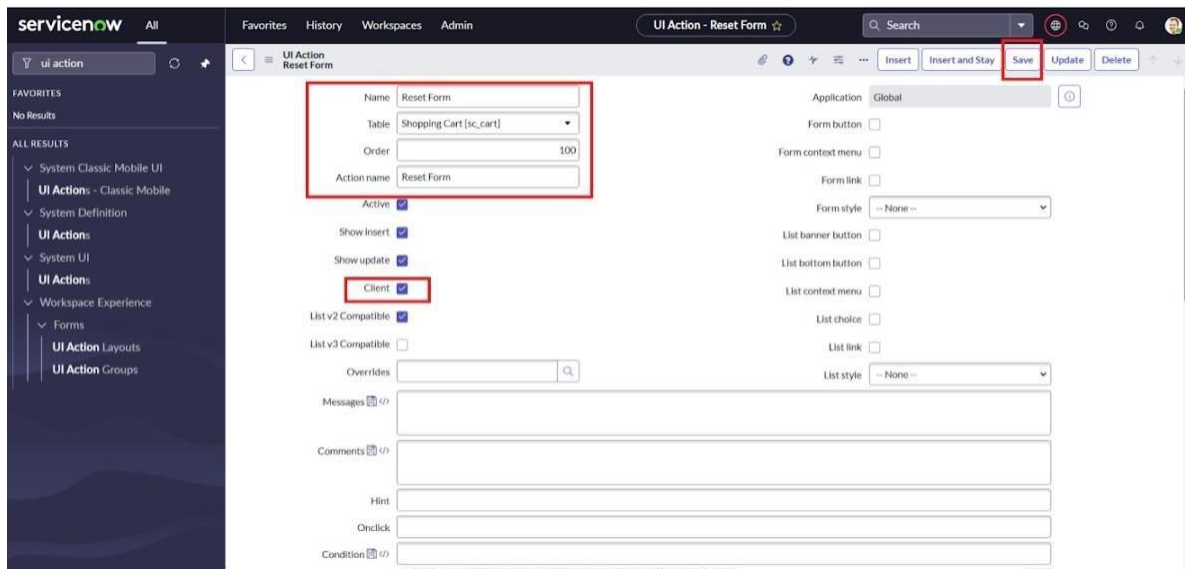 servicenow All Favorites History Workspaces Admin UI Action - Reset Form Search
ui action
FAVORITES
No Results
ALL RESULTS
System Classic Mobile UI
UI Actions - Classic Mobile
System Definition
UI Actions
System UI
UI Actions
Workspace Experience
Forms
UI Action Layouts
UI Action Groups
UI Action
Reset Form
Insert Insert and Stay Save Update Delete
Name Reset Form
Table Shopping Cart [sc_cart]
Order 100
Action name Reset Form
Active
Show insert
Show update
Client
List v2 Compatible
List v3 Compatible
Overrides
Application Global
Form button
Form context menu
Form link
Form style -- None --
List banner button
List bottom button
List context menu
List choice
List link
List style -- None --
Messages
Comments
Hint
Onclick
Condition